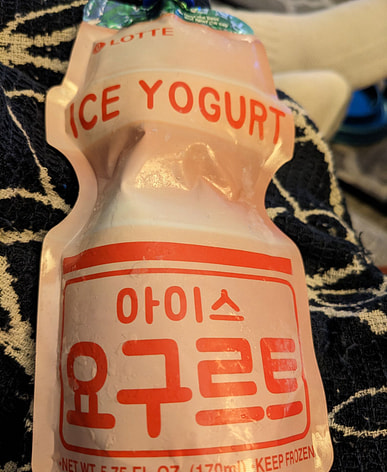 LOTTE
ICE YOGURT
아이스
요구르트
NET WT 5.75 FL OZ (170ml) KEEP FROZEN